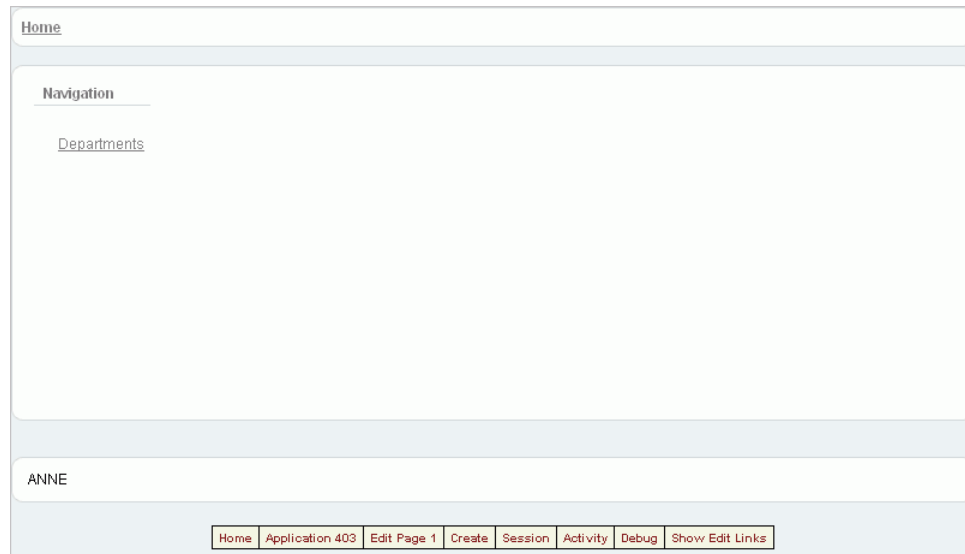 Home
Navigation
Departments
ANNE
Home Application 403 Edit Page 1 Create Session Activity Debug Show Edit Links